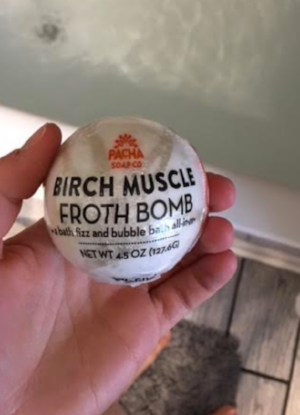 PACHA
SOAP CO
BIRCH MUSCLE
FROTH BOMB
a bath fizz and bubble bath all-in-
NET WT 4.5 OZ (127.6G)